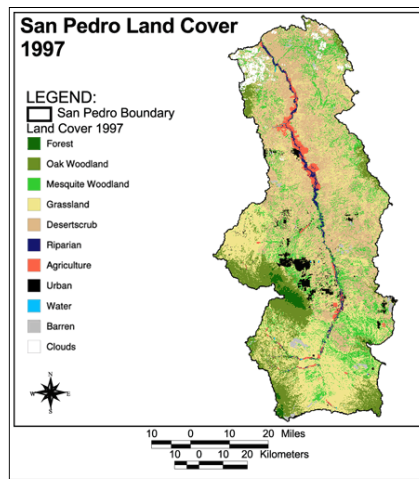 San Pedro Land Cover
1997
LEGEND:
San Pedro Boundary
Land Cover 1997
Forest
Oak Woodland
Mesquite Woodland
Grassland
Desertscrub
Riparian
Agriculture
Urban
Water
Barren
Clouds
N
W E
S
10 0 10 20 Miles
10 0 10 20 Kilometers